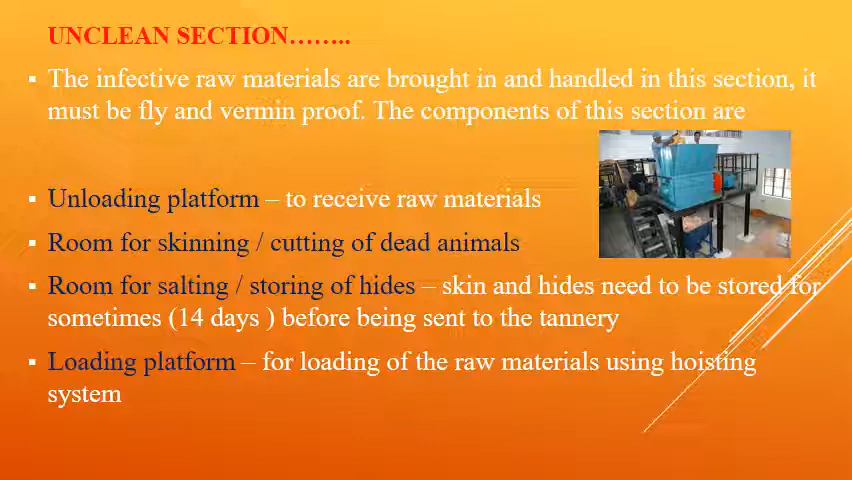 UNCLEAN SECTION……..
▪ The infective raw materials are brought in and handled in this section, it
must be fly and vermin proof. The components of this section are
▪ Unloading platform – to receive raw materials
▪ Room for skinning / cutting of dead animals
▪ Room for salting / storing of hides – skin and hides need to be stored for
sometimes (14 days ) before being sent to the tannery
▪ Loading platform – for loading of the raw materials using hoisting
system